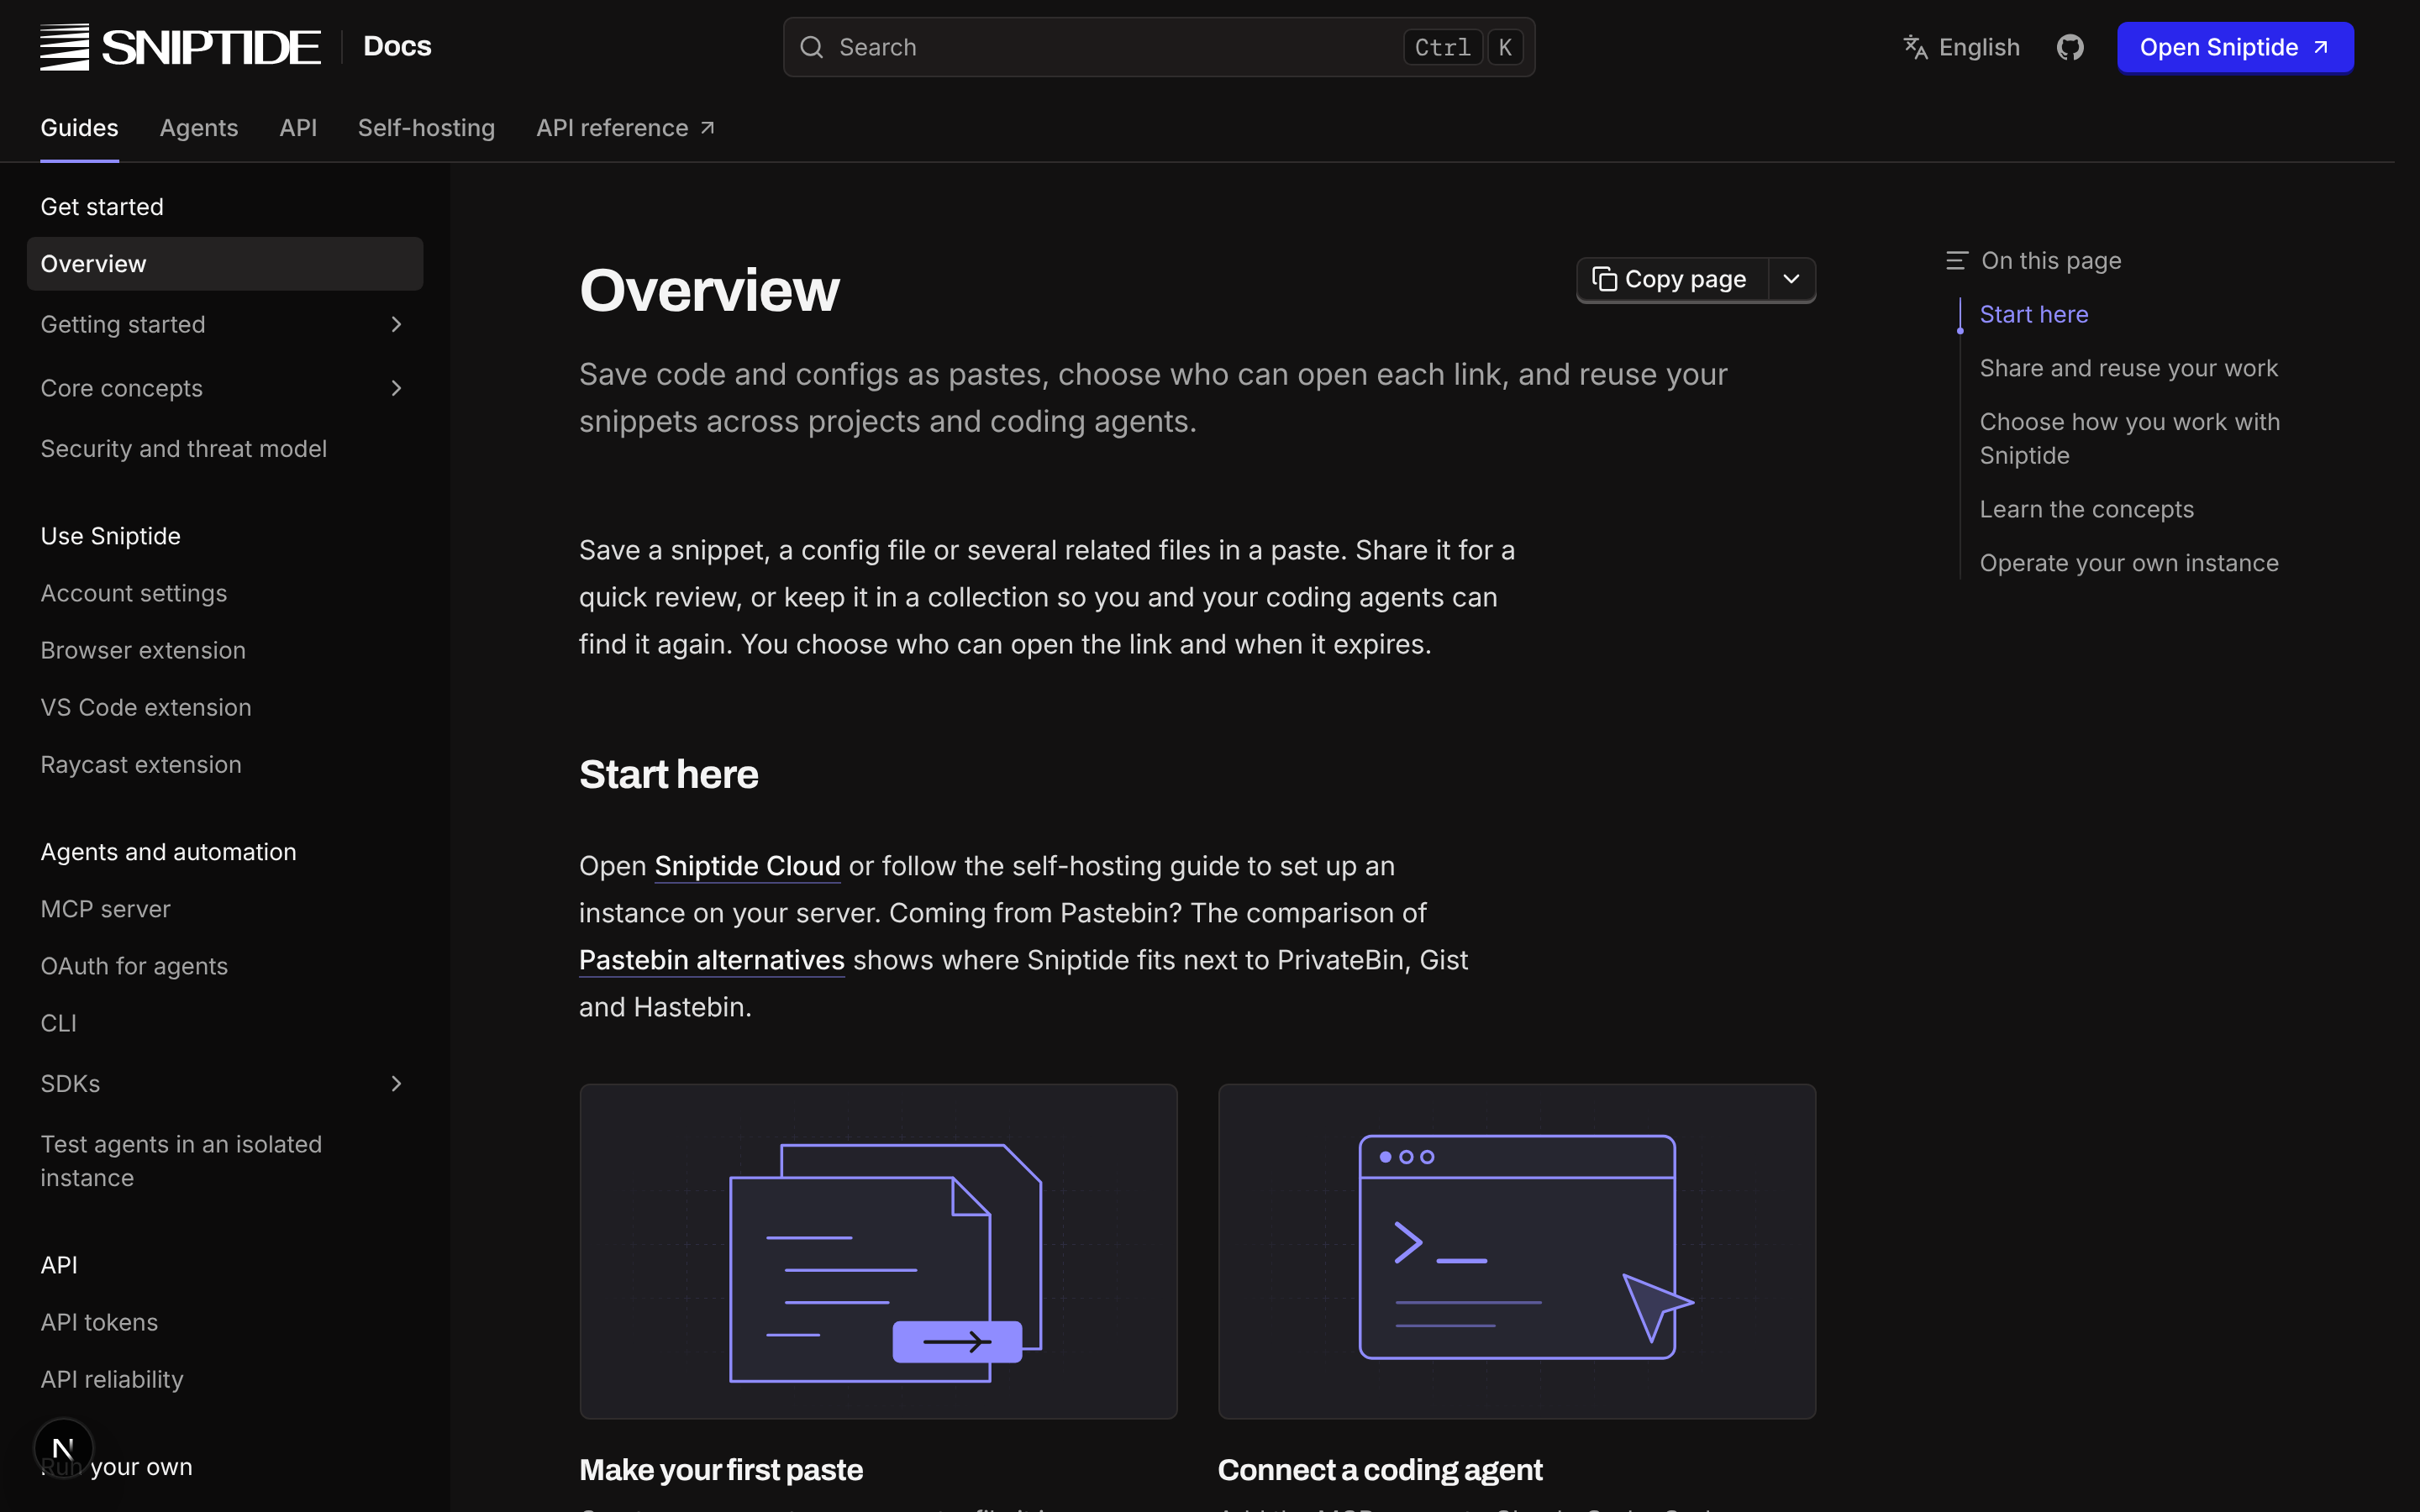 SNIPTIDE Docs
Search Ctrl K
English
Open Sniptide
Guides Agents API Self-hosting API reference
Get started
Overview
Getting started
Core concepts
Security and threat model
Use Sniptide
Account settings
Browser extension
VS Code extension
Raycast extension
Agents and automation
MCP server
OAuth for agents
CLI
SDKs
Test agents in an isolated
instance
API
API tokens
API reliability
Run your own
N
Overview
Copy page
Save code and configs as pastes, choose who can open each link, and reuse your
snippets across projects and coding agents.
Save a snippet, a config file or several related files in a paste. Share it for a
quick review, or keep it in a collection so you and your coding agents can
find it again. You choose who can open the link and when it expires.
Start here
Open Sniptide Cloud or follow the self-hosting guide to set up an
instance on your server. Coming from Pastebin? The comparison of
Pastebin alternatives shows where Sniptide fits next to PrivateBin, Gist
and Hastebin.
Make your first paste
Connect a coding agent
On this page
Start here
Share and reuse your work
Choose how you work with
Sniptide
Learn the concepts
Operate your own instance